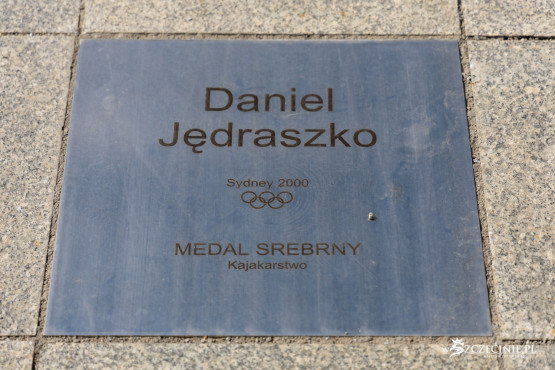 Daniel
Jędraszko
Sydney 2000
MEDAL SREBRNY
Kajakarstwo
wSZCZECINIE.PL